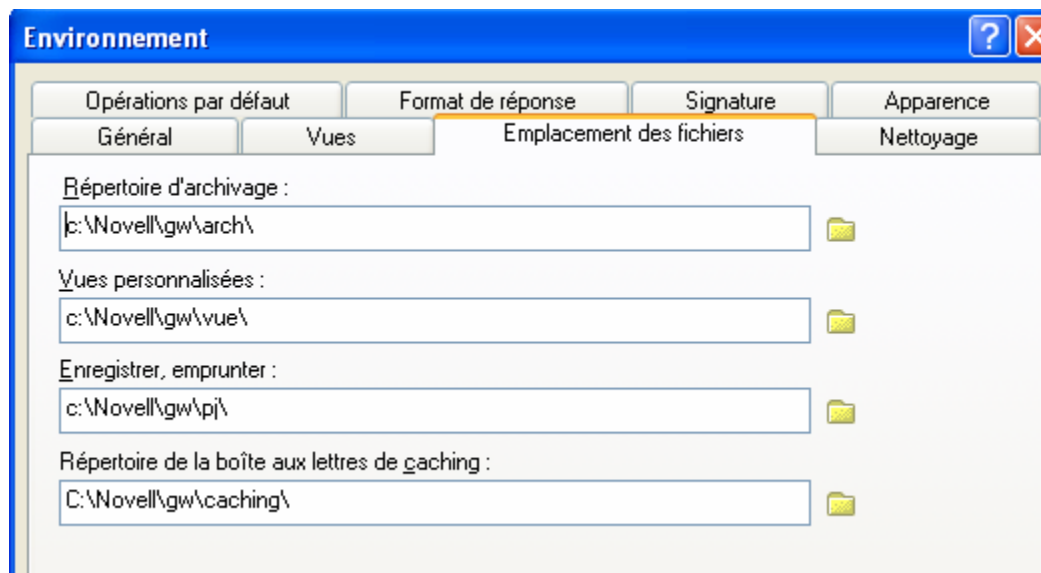 Environnement
Opérations par défaut Format de réponse Signature Apparence
Général Vues Emplacement des fichiers Nettoyage
Répertoire d'archivage :
c:\Novell\gw\arch\
Vues personnalisées :
c:\Novell\gw\vue\
Enregistrer, emprunter :
c:\Novell\gw\pj\
Répertoire de la boîte aux lettres de caching :
C:\Novell\gw\caching\